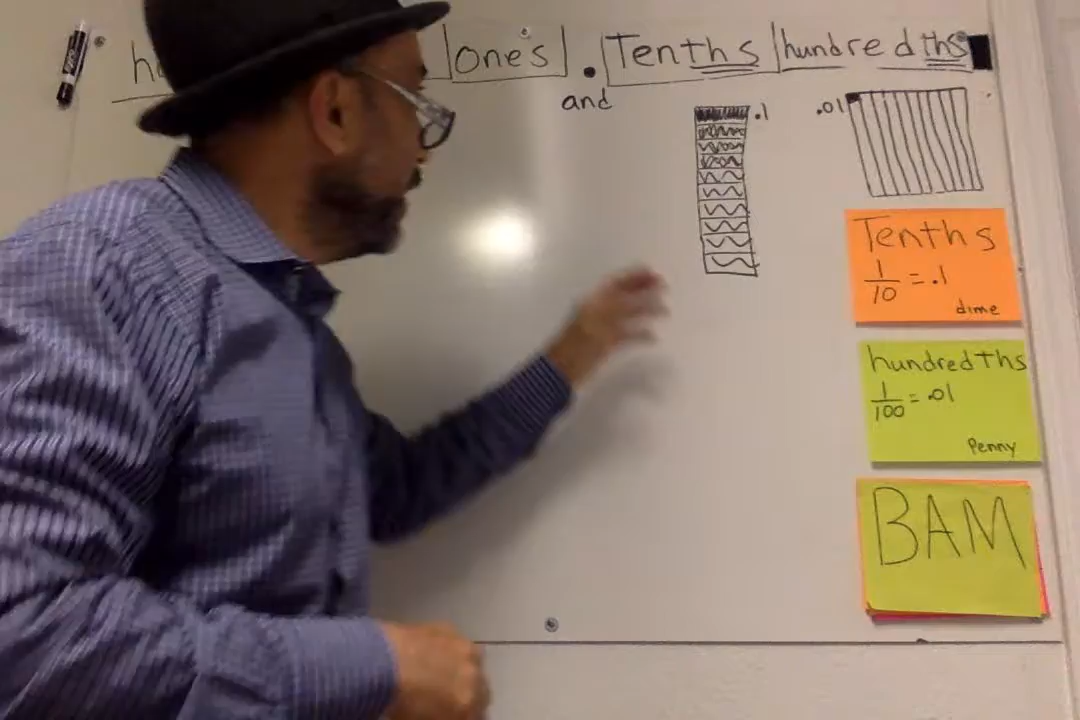 one's . Tenths hundredths
and
.1
.01
Tenths
1/10 = .1
dime
hundredths
1/100 = .01
Penny
BAM